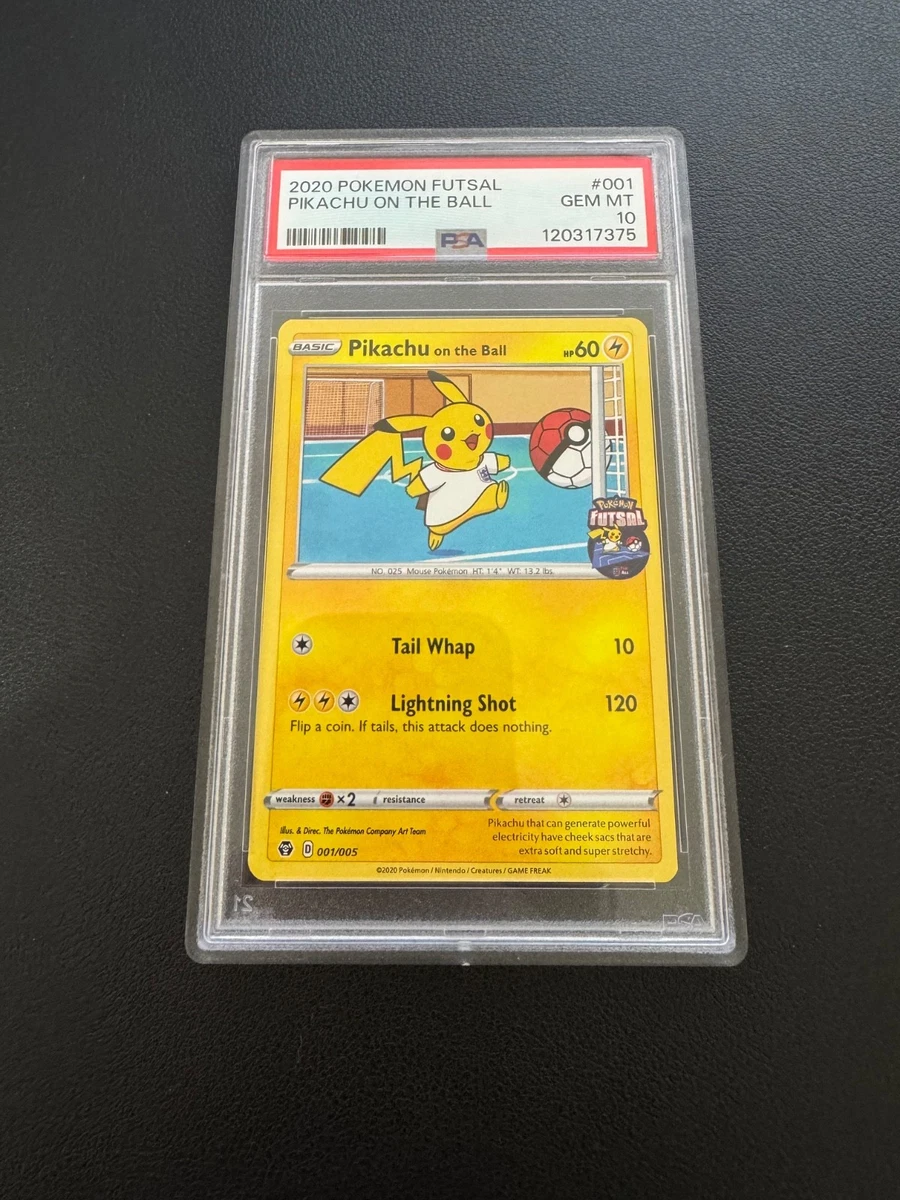 2020 POKEMON FUTSAL #001
PIKACHU ON THE BALL GEM MT
10
PSA 120317375
BASIC Pikachu on the Ball HP60
POKéMON
FUTSAL
NO. 025 Mouse Pokémon HT: 1'4" WT: 13.2 lbs.
Tail Whap 10
Lightning Shot 120
Flip a coin. If tails, this attack does nothing.
weakness ×2 resistance retreat
Pikachu that can generate powerful
electricity have cheek sacs that are
extra soft and super stretchy.
Illus. & Direc. The Pokémon Company Art Team
D 001/005
©2020 Pokémon / Nintendo / Creatures / GAME FREAK
21 PSA